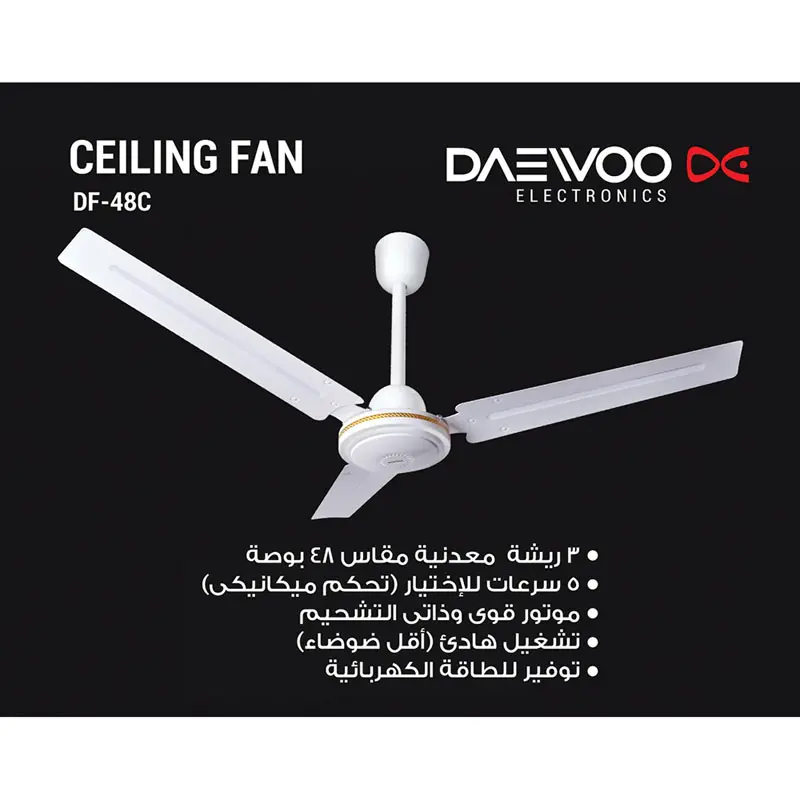 CEILING FAN
DF-48C
DAEWOO
ELECTRONICS
• ٣ ريشة معدنية مقاس ٤٨ بوصة
• ٥ سرعات للإختيار (تحكم ميكانيكى)
• موتور قوى وذاتى التشحيم
• تشغيل هادئ (أقل ضوضاء)
• توفير للطاقة الكهربائية